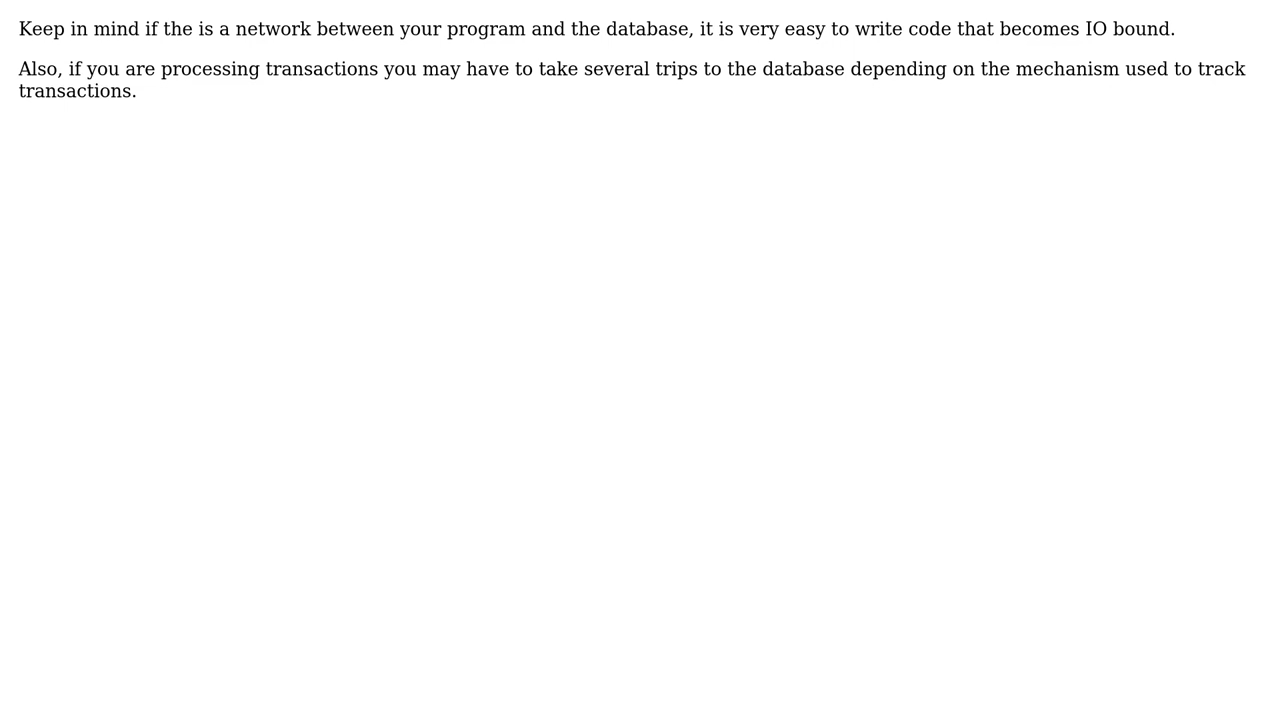 Keep in mind if the is a network between your program and the database, it is very easy to write code that becomes IO bound.
Also, if you are processing transactions you may have to take several trips to the database depending on the mechanism used to track
transactions.